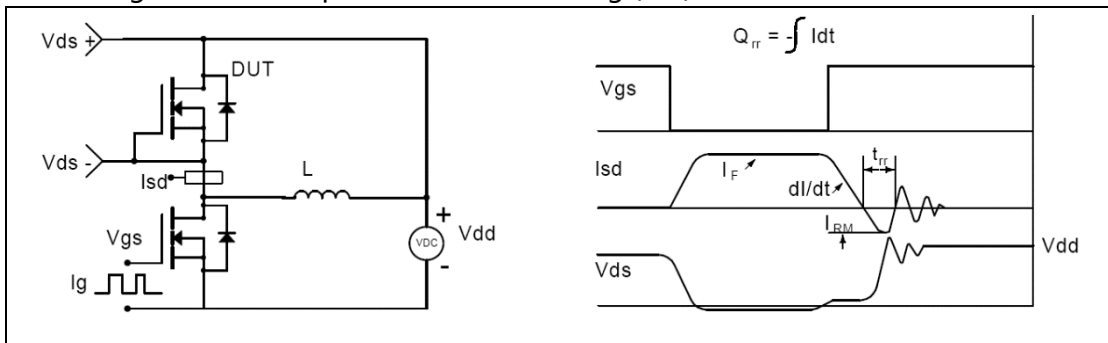 Vds +
DUT
Vds -
Isd
L
Vgs
Ig
+
VDC
-
Vdd
Qrr = -∫ Idt
Vgs
Isd
IF
dI/dt
trr
IRM
Vdd
Vds